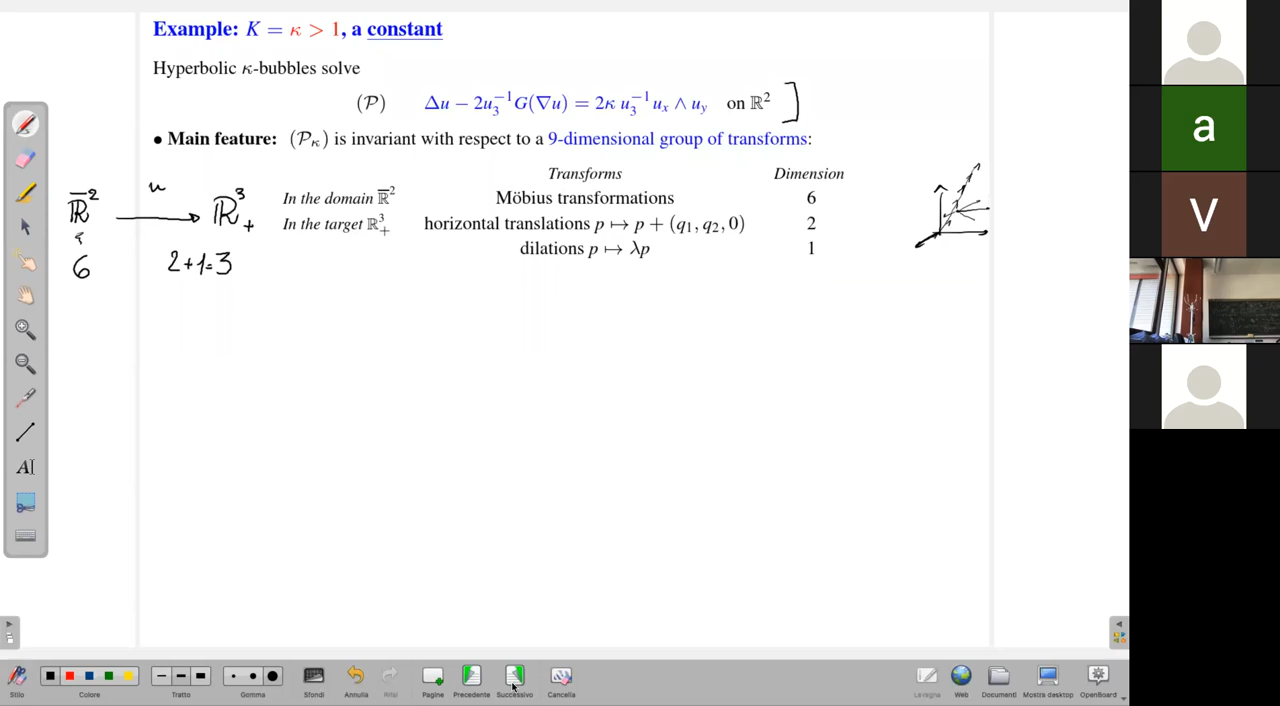 Example: K = κ > 1, a constant
Hyperbolic κ-bubbles solve
(𝒫) Δu − 2u₃⁻¹G(∇u) = 2κ u₃⁻¹uₓ ∧ u_y on ℝ²
• Main feature: (𝒫_κ) is invariant with respect to a 9-dimensional group of transforms:
Transforms Dimension
In the domain ℝ̅² Möbius transformations 6
In the target ℝ³₊ horizontal translations p ↦ p + (q₁, q₂, 0) 2
dilations p ↦ λp 1
u
ℝ̅² → ℝ³₊
6 2+1=3
a
V
AI
Stilo Colore Tratto Gomma Sfondi Annulla Rifai Pagine Precedente Successivo Cancella Lavagna Web Documenti Mostra desktop OpenBoard